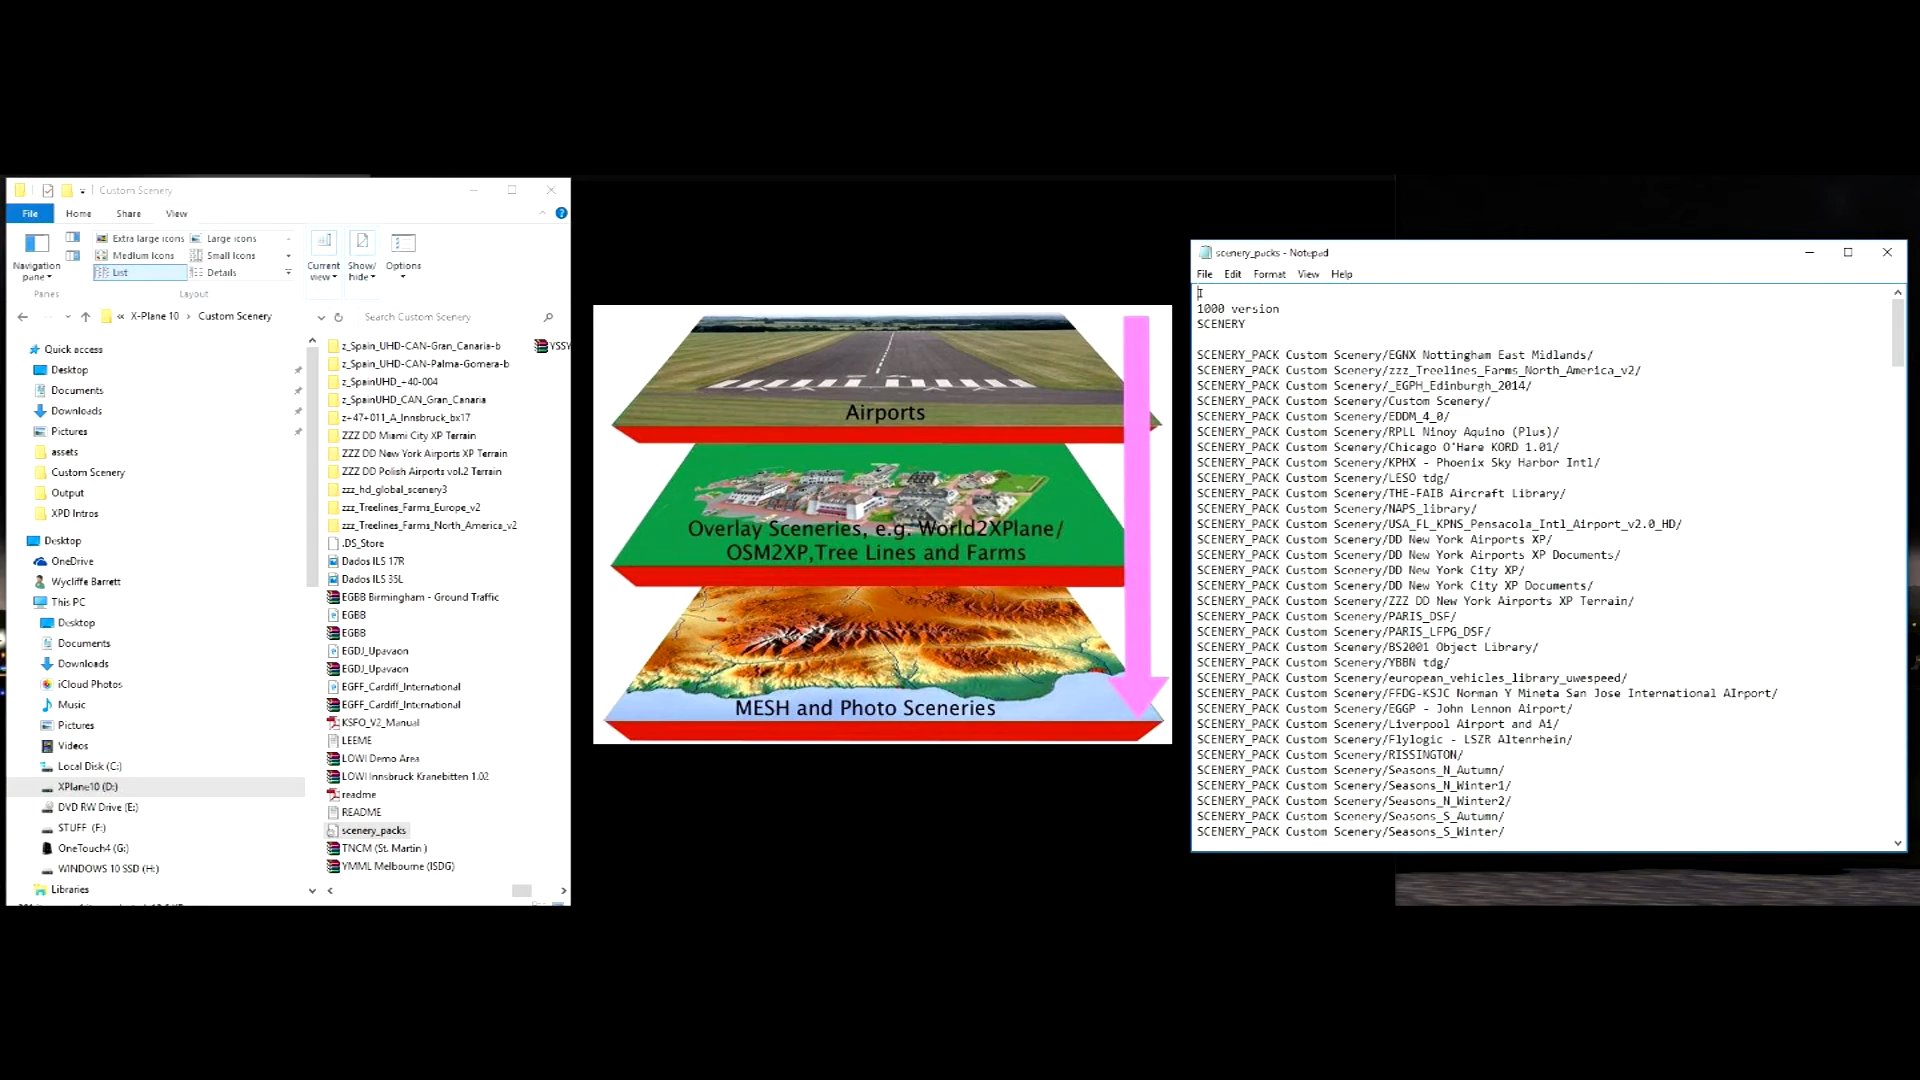 Custom Scenery
File Home Share View
Navigation pane
Extra large icons Large icons
Medium Icons Small Icons
List Details
Current view
Show/ hide
Options
Panes
Layout
« X-Plane 10 › Custom Scenery
Search Custom Scenery
Quick access
Desktop
Documents
Downloads
Pictures
assets
Custom Scenery
Output
XPD Intros
Desktop
OneDrive
Wycliffe Barrett
This PC
Desktop
Documents
Downloads
iCloud Photos
Music
Pictures
Videos
Local Disk (C:)
XPlane10 (D:)
DVD RW Drive (E:)
STUFF (F:)
OneTouch4 (G:)
WINDOWS 10 SSD (H:)
Libraries
z_Spain_UHD-CAN-Gran_Canaria-b
z_Spain_UHD-CAN-Palma-Gomera-b
z_SpainUHD_+40-004
z_SpainUHD_CAN_Gran_Canaria
z+47+011_A_Innsbruck_bx17
ZZZ DD Miami City XP Terrain
ZZZ DD New York Airports XP Terrain
ZZZ DD Polish Airports vol.2 Terrain
zzz_hd_global_scenery3
zzz_Treelines_Farms_Europe_v2
zzz_Treelines_Farms_North_America_v2
.DS_Store
Dados ILS 17R
Dados ILS 35L
EGBB Birmingham - Ground Traffic
EGBB
EGBB
EGDJ_Upavaon
EGDJ_Upavaon
EGFF_Cardiff_International
EGFF_Cardiff_International
KSFO_V2_Manual
LEEME
LOWI Demo Area
LOWI Innsbruck Kranebitten 1.02
readme
README
scenery_packs
TNCM (St. Martin )
YMML Melbourne (ISDG)
YSSY
Airports
Overlay Sceneries, e.g. World2XPlane/
OSM2XP,Tree Lines and Farms
MESH and Photo Sceneries
scenery_packs - Notepad
File Edit Format View Help
I
1000 version
SCENERY
SCENERY_PACK Custom Scenery/EGNX Nottingham East Midlands/
SCENERY_PACK Custom Scenery/zzz_Treelines_Farms_North_America_v2/
SCENERY_PACK Custom Scenery/_EGPH_Edinburgh_2014/
SCENERY_PACK Custom Scenery/Custom Scenery/
SCENERY_PACK Custom Scenery/EDDM_4_0/
SCENERY_PACK Custom Scenery/RPLL Ninoy Aquino (Plus)/
SCENERY_PACK Custom Scenery/Chicago O'Hare KORD 1.01/
SCENERY_PACK Custom Scenery/KPHX - Phoenix Sky Harbor Intl/
SCENERY_PACK Custom Scenery/LESO tdg/
SCENERY_PACK Custom Scenery/THE-FAIB Aircraft Library/
SCENERY_PACK Custom Scenery/NAPS_library/
SCENERY_PACK Custom Scenery/USA_FL_KPNS_Pensacola_Intl_Airport_v2.0_HD/
SCENERY_PACK Custom Scenery/DD New York Airports XP/
SCENERY_PACK Custom Scenery/DD New York Airports XP Documents/
SCENERY_PACK Custom Scenery/DD New York City XP/
SCENERY_PACK Custom Scenery/DD New York City XP Documents/
SCENERY_PACK Custom Scenery/ZZZ DD New York Airports XP Terrain/
SCENERY_PACK Custom Scenery/PARIS_DSF/
SCENERY_PACK Custom Scenery/PARIS_LFPG_DSF/
SCENERY_PACK Custom Scenery/BS2001 Object Library/
SCENERY_PACK Custom Scenery/YBBN tdg/
SCENERY_PACK Custom Scenery/european_vehicles_library_uwespeed/
SCENERY_PACK Custom Scenery/FFDG-KSJC Norman Y Mineta San Jose International AIrport/
SCENERY_PACK Custom Scenery/EGGP - John Lennon Airport/
SCENERY_PACK Custom Scenery/Liverpool Airport and Ai/
SCENERY_PACK Custom Scenery/Flylogic - LSZR Altenrhein/
SCENERY_PACK Custom Scenery/RISSINGTON/
SCENERY_PACK Custom Scenery/Seasons_N_Autumn/
SCENERY_PACK Custom Scenery/Seasons_N_Winter1/
SCENERY_PACK Custom Scenery/Seasons_N_Winter2/
SCENERY_PACK Custom Scenery/Seasons_S_Autumn/
SCENERY_PACK Custom Scenery/Seasons_S_Winter/